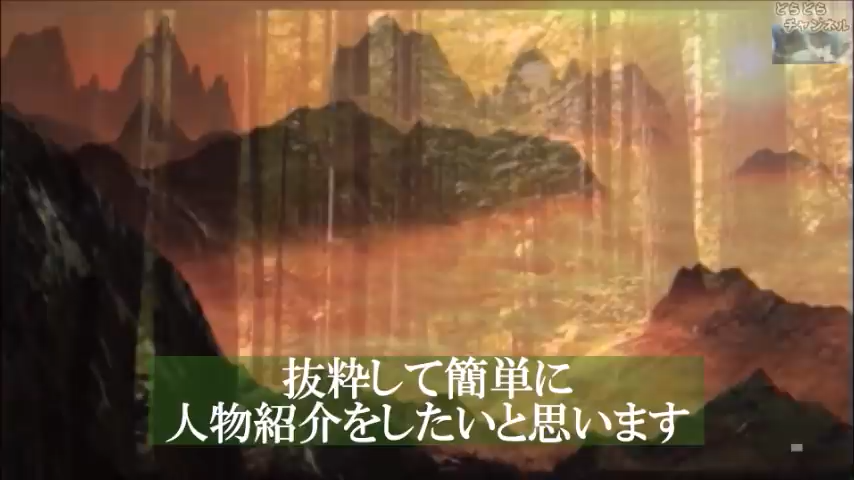 どらどら
チャンネル
抜粋して簡単に
人物紹介をしたいと思います